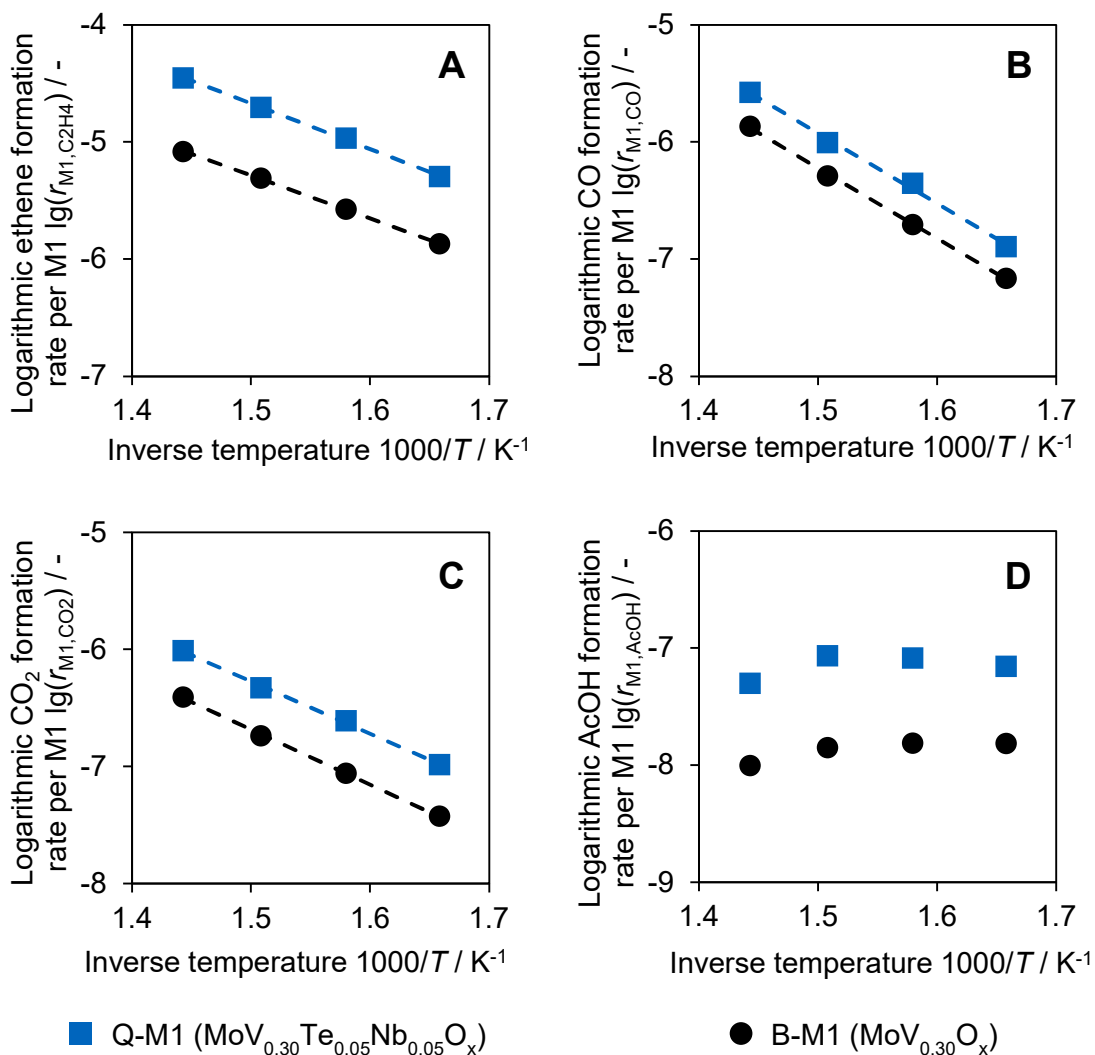 Logarithmic ethene formation
rate per M1 lg(r_M1,C2H4) / -
-4
-5
-6
-7
A
1.4 1.5 1.6 1.7
Inverse temperature 1000/T / K⁻¹
Logarithmic CO formation
rate per M1 lg(r_M1,CO) / -
-5
-6
-7
-8
B
1.4 1.5 1.6 1.7
Inverse temperature 1000/T / K⁻¹
Logarithmic CO₂ formation
rate per M1 lg(r_M1,CO2) / -
-5
-6
-7
-8
C
1.4 1.5 1.6 1.7
Inverse temperature 1000/T / K⁻¹
Logarithmic AcOH formation
rate per M1 lg(r_M1,AcOH) / -
-6
-7
-8
-9
D
1.4 1.5 1.6 1.7
Inverse temperature 1000/T / K⁻¹
Q-M1 (MoV₀.₃₀Te₀.₀₅Nb₀.₀₅Oₓ)
B-M1 (MoV₀.₃₀Oₓ)